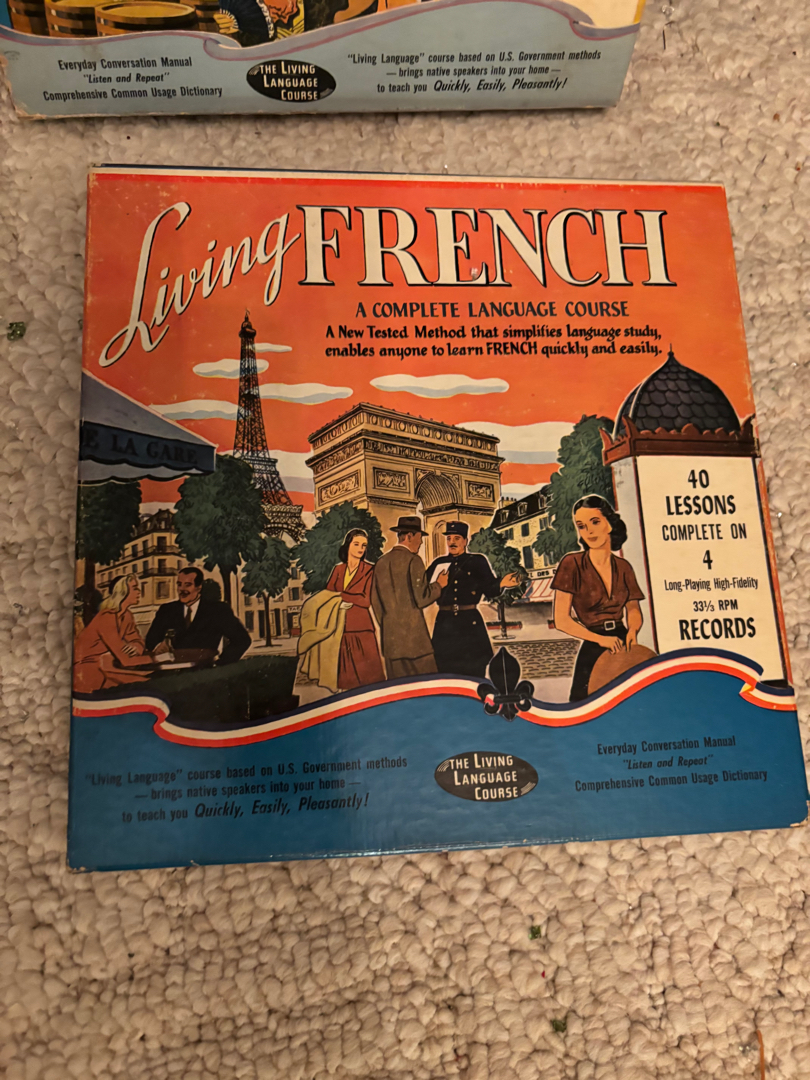 Everyday Conversation Manual
"Listen and Repeat"
Comprehensive Common Usage Dictionary
THE LIVING
LANGUAGE
COURSE
"Living Language" course based on U.S. Government methods
— brings native speakers into your home —
to teach you Quickly, Easily, Pleasantly!
Living FRENCH
A COMPLETE LANGUAGE COURSE
A New Tested Method that simplifies language study,
enables anyone to learn FRENCH quickly and easily.
E LA GARE
40
LESSONS
COMPLETE ON
4
Long-Playing High-Fidelity
33⅓ RPM
RECORDS
"Living Language" course based on U.S. Government methods
— brings native speakers into your home —
to teach you Quickly, Easily, Pleasantly!
THE LIVING
LANGUAGE
COURSE
Everyday Conversation Manual
"Listen and Repeat"
Comprehensive Common Usage Dictionary